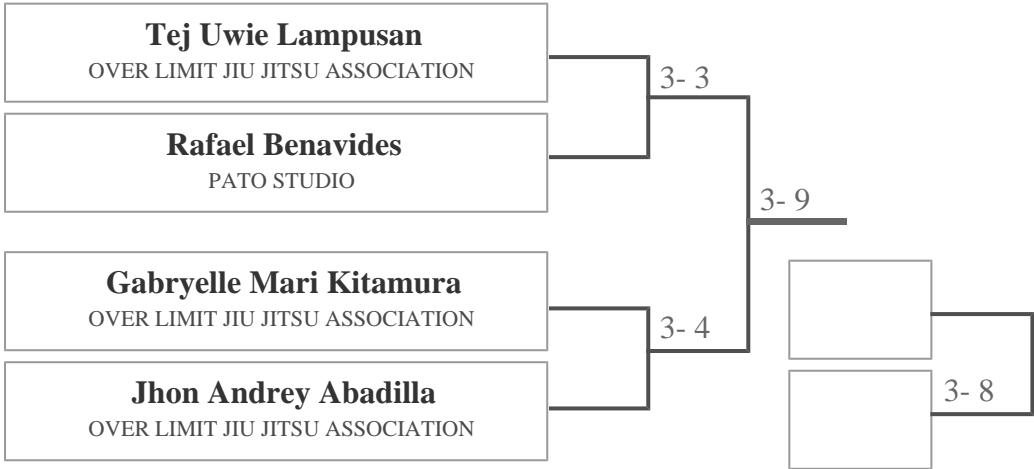 Tej Uwie Lampusan
OVER LIMIT JIU JITSU ASSOCIATION
3- 3
Rafael Benavides
PATO STUDIO
3- 9
Gabryelle Mari Kitamura
OVER LIMIT JIU JITSU ASSOCIATION
3- 4
Jhon Andrey Abadilla
OVER LIMIT JIU JITSU ASSOCIATION
3- 8